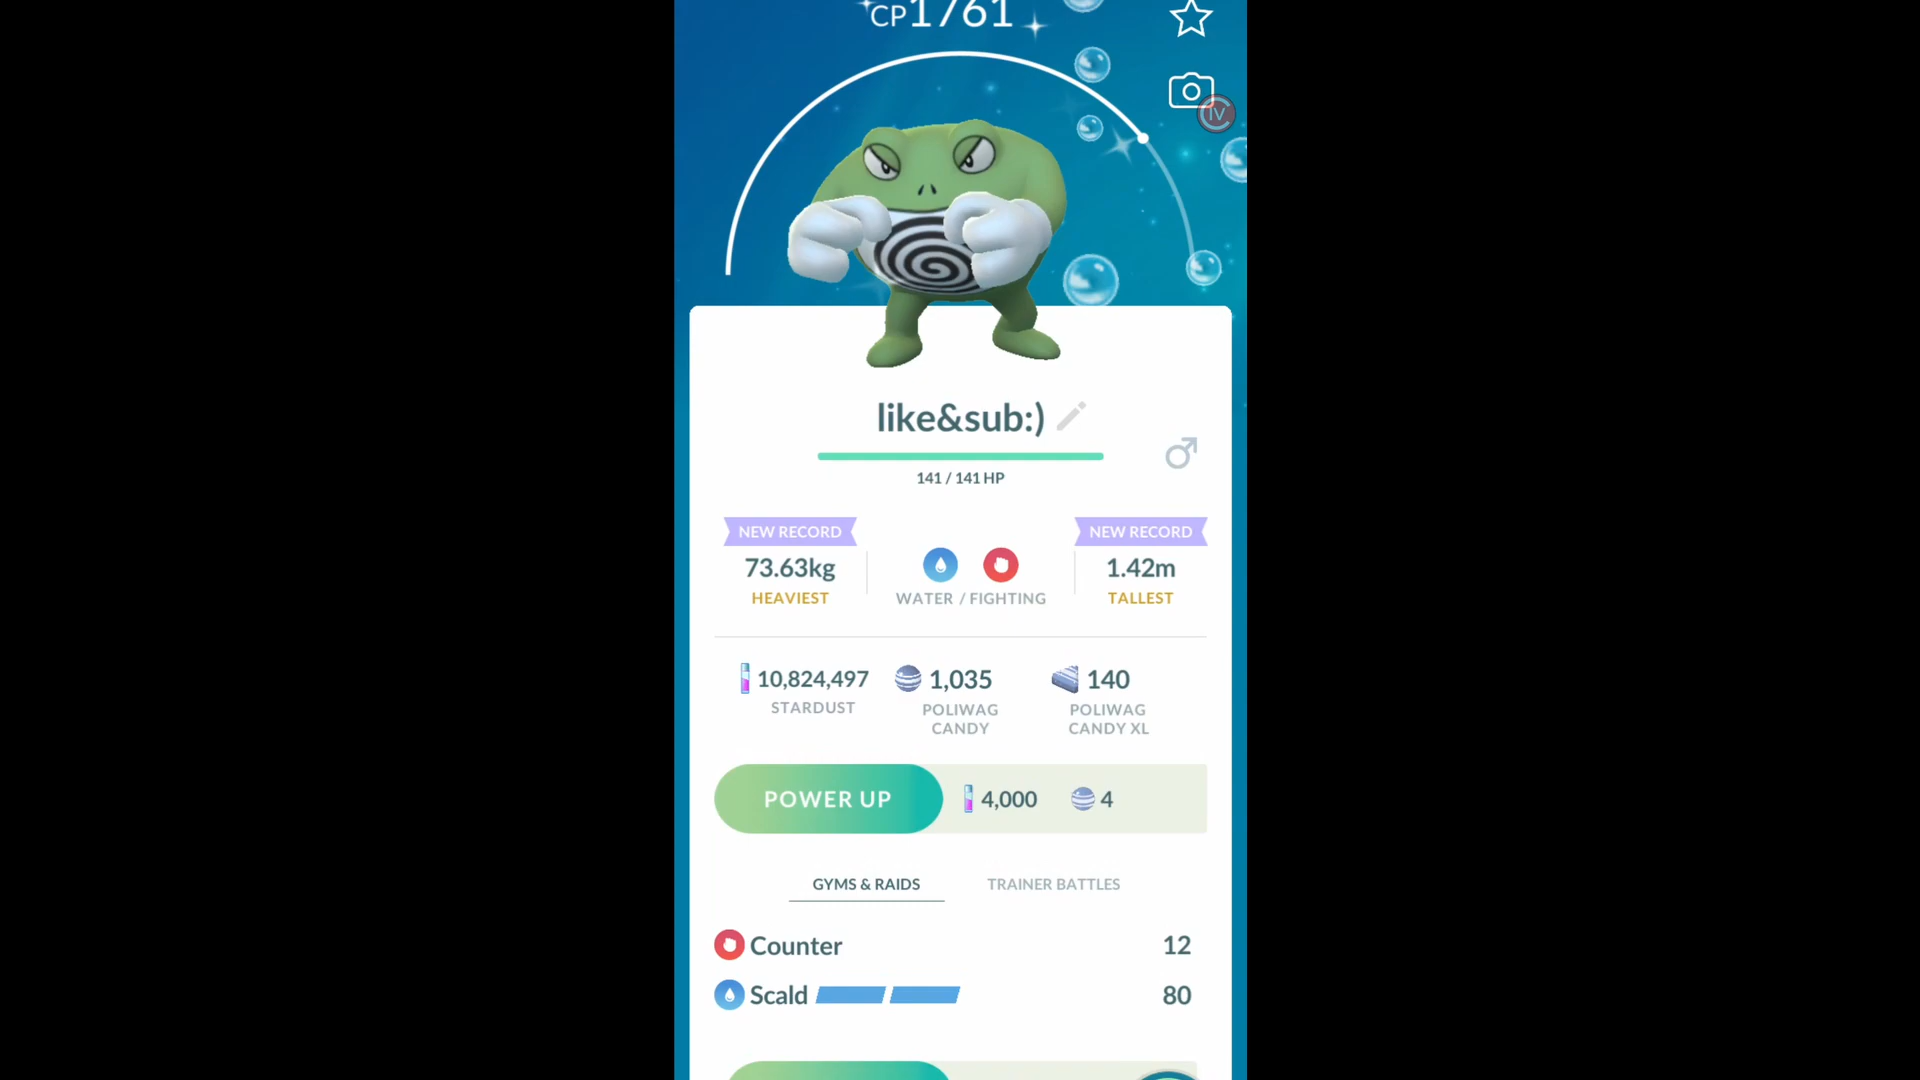 CP1761
IV
like&sub:)
141 / 141 HP
NEW RECORD
NEW RECORD
73.63kg
1.42m
HEAVIEST
WATER / FIGHTING
TALLEST
10,824,497
1,035
140
STARDUST
POLIWAG
CANDY
POLIWAG
CANDY XL
POWER UP
4,000
4
GYMS & RAIDS
TRAINER BATTLES
Counter
12
Scald
80